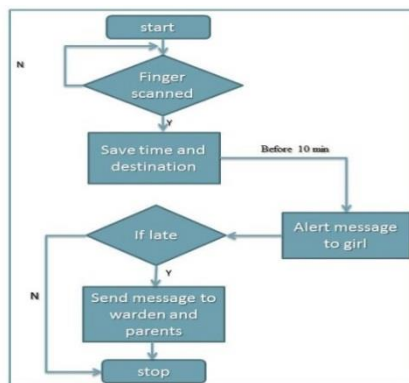 start
N
Finger
scanned
Y
Save time and
destination
Before 10 min
Alert message
to girl
If late
Y
N
Send message to
warden and
parents
stop